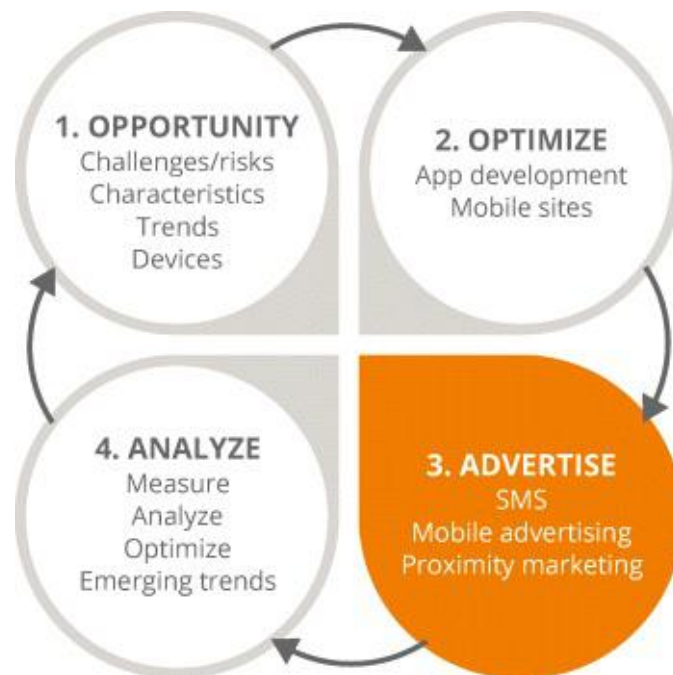 1. OPPORTUNITY
Challenges/risks
Characteristics
Trends
Devices
2. OPTIMIZE
App development
Mobile sites
3. ADVERTISE
SMS
Mobile advertising
Proximity marketing
4. ANALYZE
Measure
Analyze
Optimize
Emerging trends